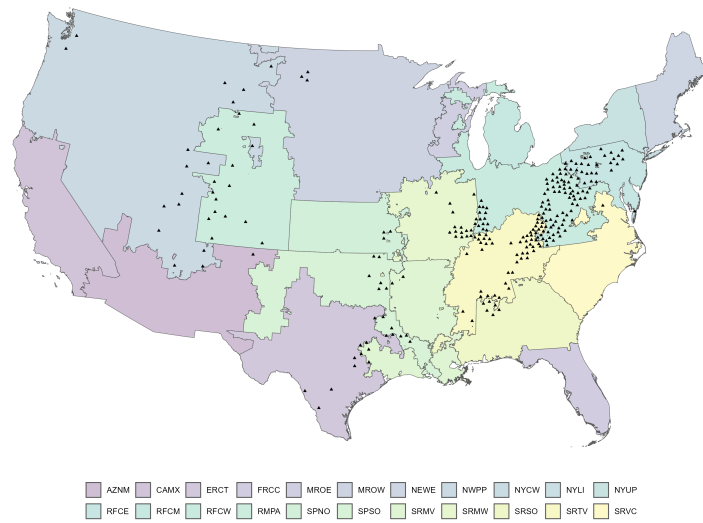 AZNM CAMX ERCT FRCC MROE MROW NEWE NWPP NYCW NYLI NYUP
RFCE RFCM RFCW RMPA SPNO SPSO SRMV SRMW SRSO SRTV SRVC